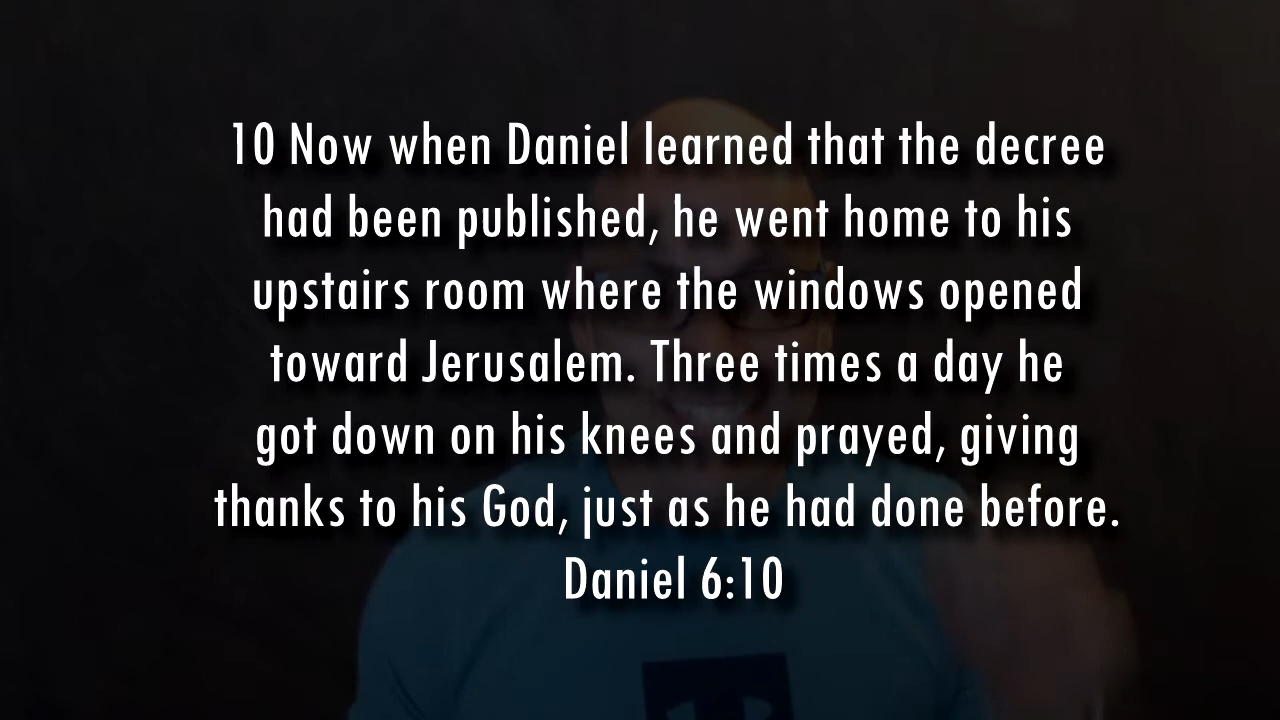 10 Now when Daniel learned that the decree
had been published, he went home to his
upstairs room where the windows opened
toward Jerusalem. Three times a day he
got down on his knees and prayed, giving
thanks to his God, just as he had done before.
Daniel 6:10